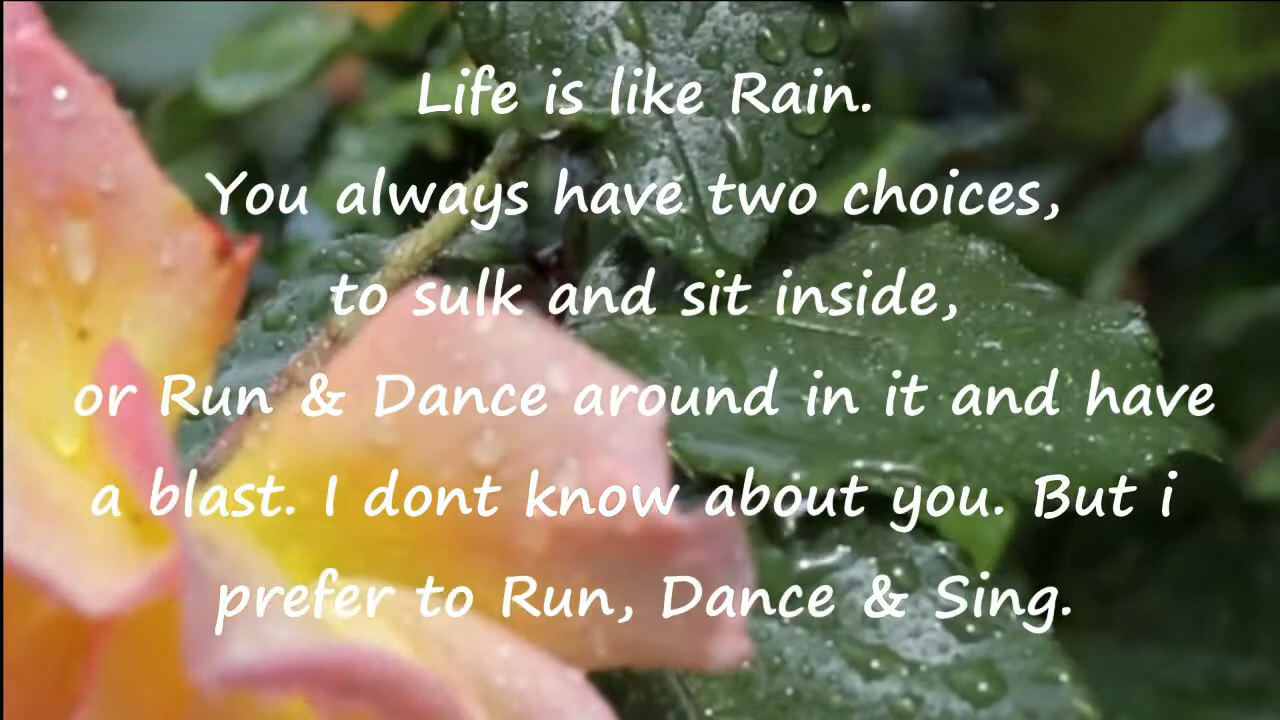 Life is like Rain.
You always have two choices,
to sulk and sit inside,
or Run & Dance around in it and have
a blast. I dont know about you. But i
prefer to Run, Dance & Sing.